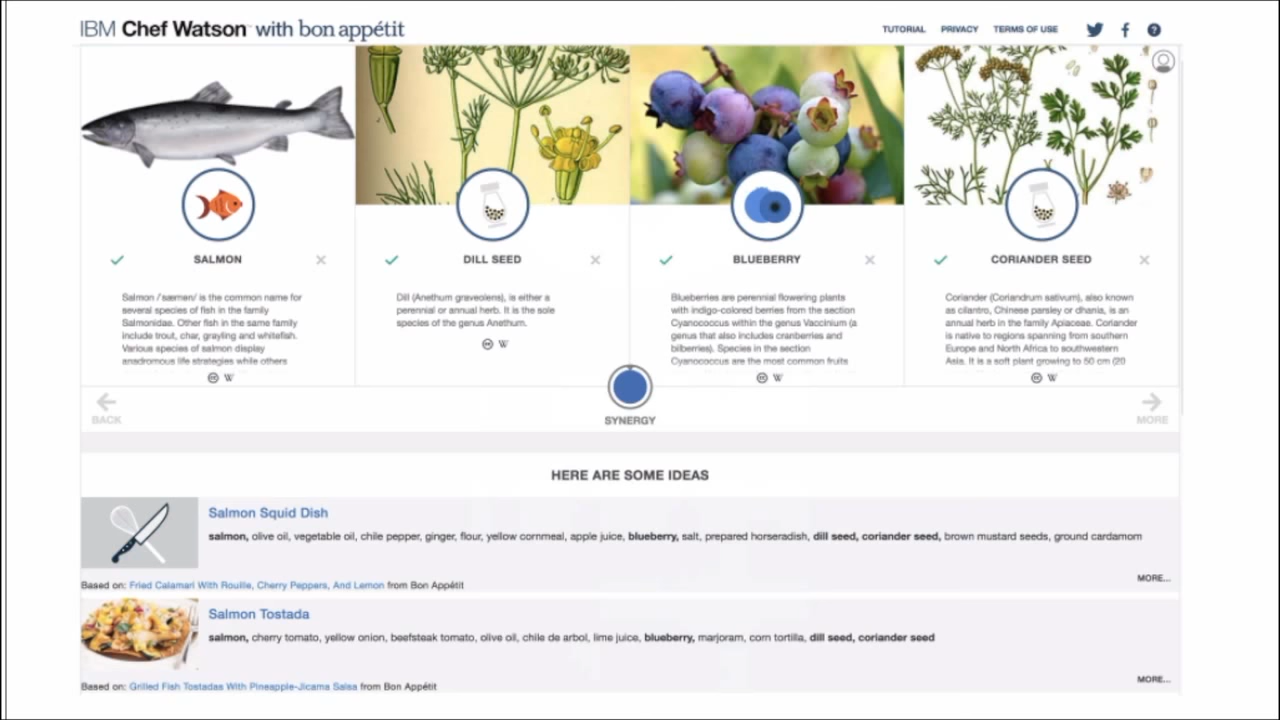 IBM Chef Watson with bon appétit
TUTORIAL PRIVACY TERMS OF USE
SALMON
Salmon /ˈsæmən/ is the common name for
several species of fish in the family
Salmonidae. Other fish in the same family
include trout, char, grayling and whitefish.
Various species of salmon display
anadromous life strategies while others
DILL SEED
Dill (Anethum graveolens), is either a
perennial or annual herb. It is the sole
species of the genus Anethum.
cc W
BLUEBERRY
Blueberries are perennial flowering plants
with indigo-colored berries from the section
Cyanococcus within the genus Vaccinium (a
genus that also includes cranberries and
bilberries). Species in the section
Cyanococcus are the most common fruits
CORIANDER SEED
Coriander (Coriandrum sativum), also known
as cilantro, Chinese parsley or dhania, is an
annual herb in the family Apiaceae. Coriander
is native to regions spanning from southern
Europe and North Africa to southwestern
Asia. It is a soft plant growing to 50 cm (20
cc W
cc W
cc W
BACK
SYNERGY
MORE
HERE ARE SOME IDEAS
Salmon Squid Dish
salmon, olive oil, vegetable oil, chile pepper, ginger, flour, yellow cornmeal, apple juice, blueberry, salt, prepared horseradish, dill seed, coriander seed, brown mustard seeds, ground cardamom
MORE...
Based on: Fried Calamari With Rouille, Cherry Peppers, And Lemon from Bon Appétit
Salmon Tostada
salmon, cherry tomato, yellow onion, beefsteak tomato, olive oil, chile de arbol, lime juice, blueberry, marjoram, corn tortilla, dill seed, coriander seed
MORE...
Based on: Grilled Fish Tostadas With Pineapple-Jicama Salsa from Bon Appétit